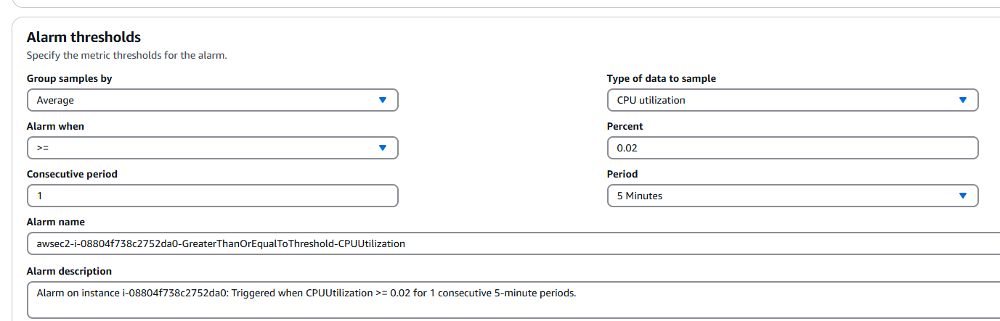 Alarm thresholds
Specify the metric thresholds for the alarm.
Group samples by
Average
Type of data to sample
CPU utilization
Alarm when
>=
Percent
0.02
Consecutive period
1
Period
5 Minutes
Alarm name
awsec2-i-08804f738c2752da0-GreaterThanOrEqualToThreshold-CPUUtilization
Alarm description
Alarm on instance i-08804f738c2752da0: Triggered when CPUUtilization >= 0.02 for 1 consecutive 5-minute periods.